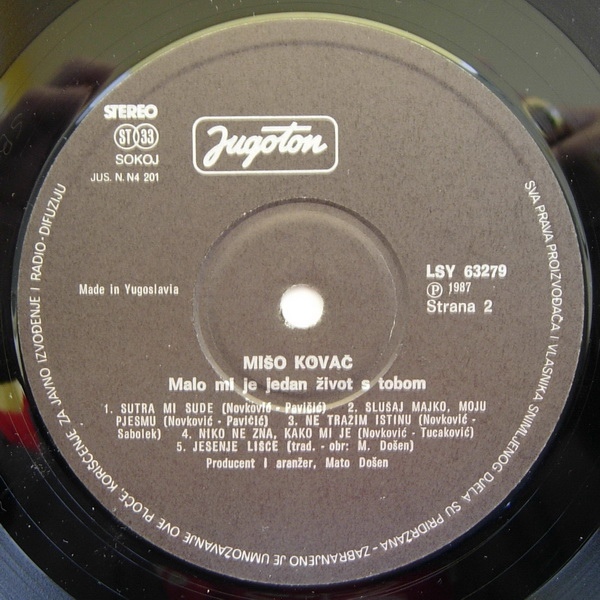 STEREO
ST 33
SOKOJ
JUS. N. N4 201
Jugoton
Made in Yugoslavia
LSY 63279
℗ 1987
Strana 2
MIŠO KOVAČ
Malo mi je jedan život s tobom
1. SUTRA MI SUDE (Novković - Pavičić) 2. SLUŠAJ MAJKO, MOJU
PJESMU (Novković - Pavičić) 3. NE TRAŽIM ISTINU (Novković -
Sabolek) 4. NIKO NE ZNA, KAKO MI JE (Novković - Tucaković)
5. JESENJE LIŠĆE (trad. - obr: M. Došen)
Producent i aranžer, Mato Došen
SVA PRAVA PROIZVOĐAČA I VLASNIKA SNIMLJENOG DJELA SU PRIDRŽANA - ZABRANJENO JE UMNOŽAVANJE OVE PLOČE KORIŠĆENJE ZA JAVNO IZVOĐENJE I RADIO-DIFUZIJU